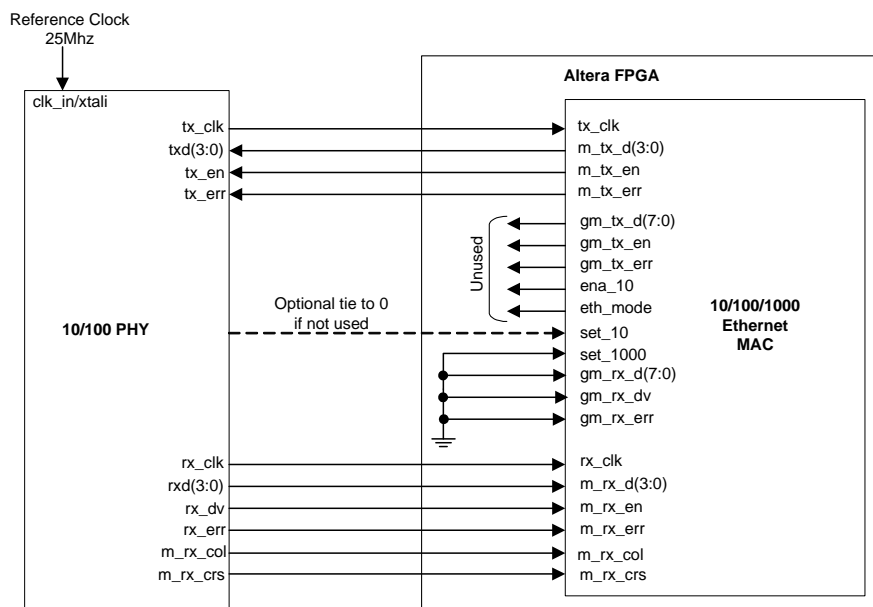 Reference Clock
25Mhz
clk_in/xtali
Altera FPGA
tx_clk
txd(3:0)
tx_en
tx_err
tx_clk
m_tx_d(3:0)
m_tx_en
m_tx_err
Unused
gm_tx_d(7:0)
gm_tx_en
gm_tx_err
ena_10
eth_mode
10/100 PHY
Optional tie to 0
if not used
set_10
set_1000
gm_rx_d(7:0)
gm_rx_dv
gm_rx_err
10/100/1000
Ethernet
MAC
rx_clk
rxd(3:0)
rx_dv
rx_err
m_rx_col
m_rx_crs
rx_clk
m_rx_d(3:0)
m_rx_en
m_rx_err
m_rx_col
m_rx_crs